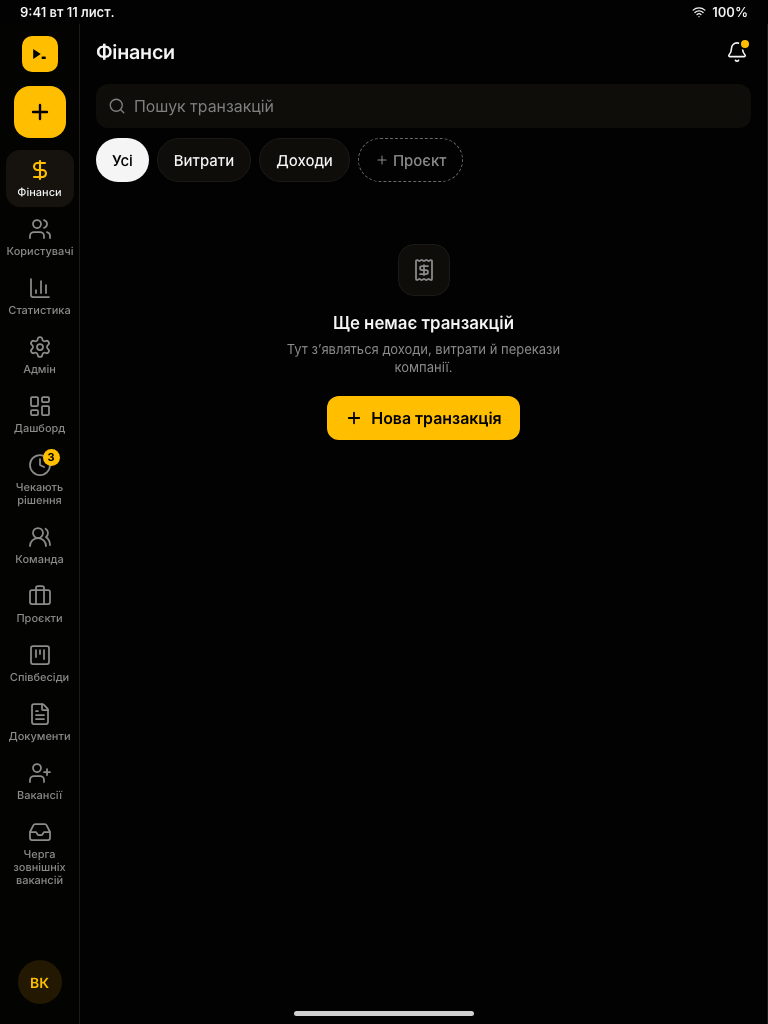 9:41 вт 11 лист.
100%
Фінанси
Пошук транзакцій
Усі
Витрати
Доходи
+ Проєкт
Фінанси
Користувачі
Статистика
Адмін
Дашборд
3
Чекають
рішення
Команда
Проєкти
Співбесіди
Документи
Вакансії
Черга
зовнішніх
вакансій
ВК
Ще немає транзакцій
Тут зʼявляться доходи, витрати й перекази
компанії.
+ Нова транзакція